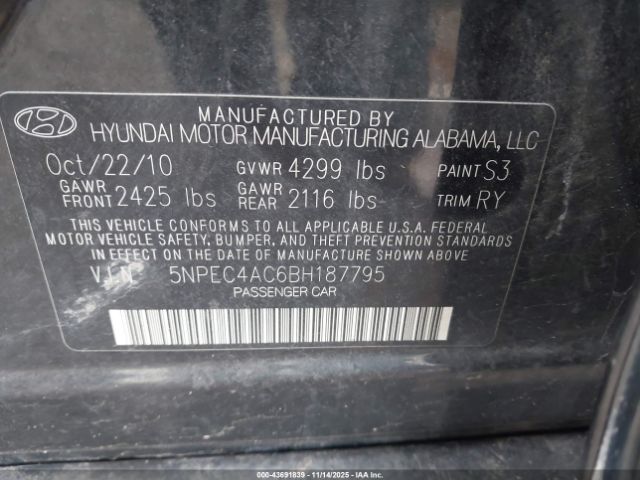 MANUFACTURED BY
HYUNDAI MOTOR MANUFACTURING ALABAMA, LLC
Oct/22/10 GVWR 4299 lbs PAINT S3
GAWR FRONT 2425 lbs GAWR REAR 2116 lbs TRIM RY
THIS VEHICLE CONFORMS TO ALL APPLICABLE U.S.A. FEDERAL
MOTOR VEHICLE SAFETY, BUMPER, AND THEFT PREVENTION STANDARDS
IN EFFECT ON THE DATE OF MANUFACTURE SHOWN ABOVE.
V.I.N. 5NPEC4AC6BH187795
PASSENGER CAR
000-43691839 - 11/14/2025 - IAAI.COM